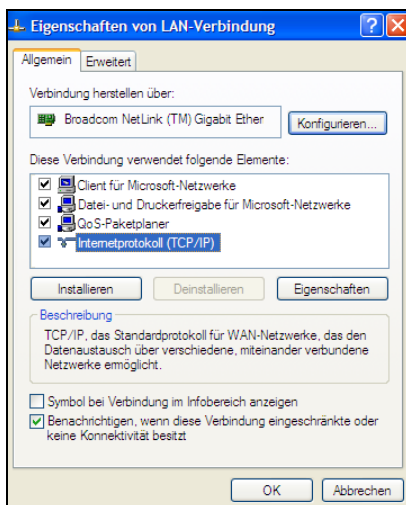 Eigenschaften von LAN-Verbindung
Allgemein Erweitert
Verbindung herstellen über:
Broadcom NetLink (TM) Gigabit Ether Konfigurieren...
Diese Verbindung verwendet folgende Elemente:
Client für Microsoft-Netzwerke
Datei- und Druckerfreigabe für Microsoft-Netzwerke
QoS-Paketplaner
Internetprotokoll (TCP/IP)
Installieren Deinstallieren Eigenschaften
Beschreibung
TCP/IP, das Standardprotokoll für WAN-Netzwerke, das den
Datenaustausch über verschiedene, miteinander verbundene
Netzwerke ermöglicht.
Symbol bei Verbindung im Infobereich anzeigen
Benachrichtigen, wenn diese Verbindung eingeschränkte oder
keine Konnektivität besitzt
OK Abbrechen